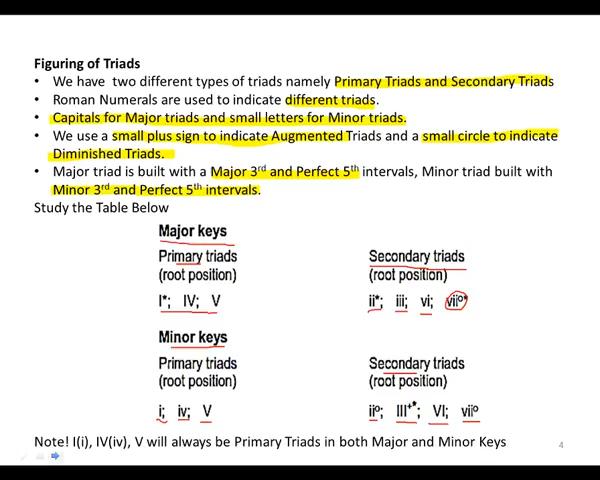 Figuring of Triads
• We have two different types of triads namely Primary Triads and Secondary Triads
• Roman Numerals are used to indicate different triads.
• Capitals for Major triads and small letters for Minor triads.
• We use a small plus sign to indicate Augmented Triads and a small circle to indicate
Diminished Triads.
• Major triad is built with a Major 3rd and Perfect 5th intervals, Minor triad built with
Minor 3rd and Perfect 5th intervals.
Study the Table Below
Major keys
Primary triads Secondary triads
(root position) (root position)
I*; IV; V ii*; iii; vi; viio*
Minor keys
Primary triads Secondary triads
(root position) (root position)
i; iv; V iio; III+*; VI; viio
Note! I(i), IV(iv), V will always be Primary Triads in both Major and Minor Keys
4